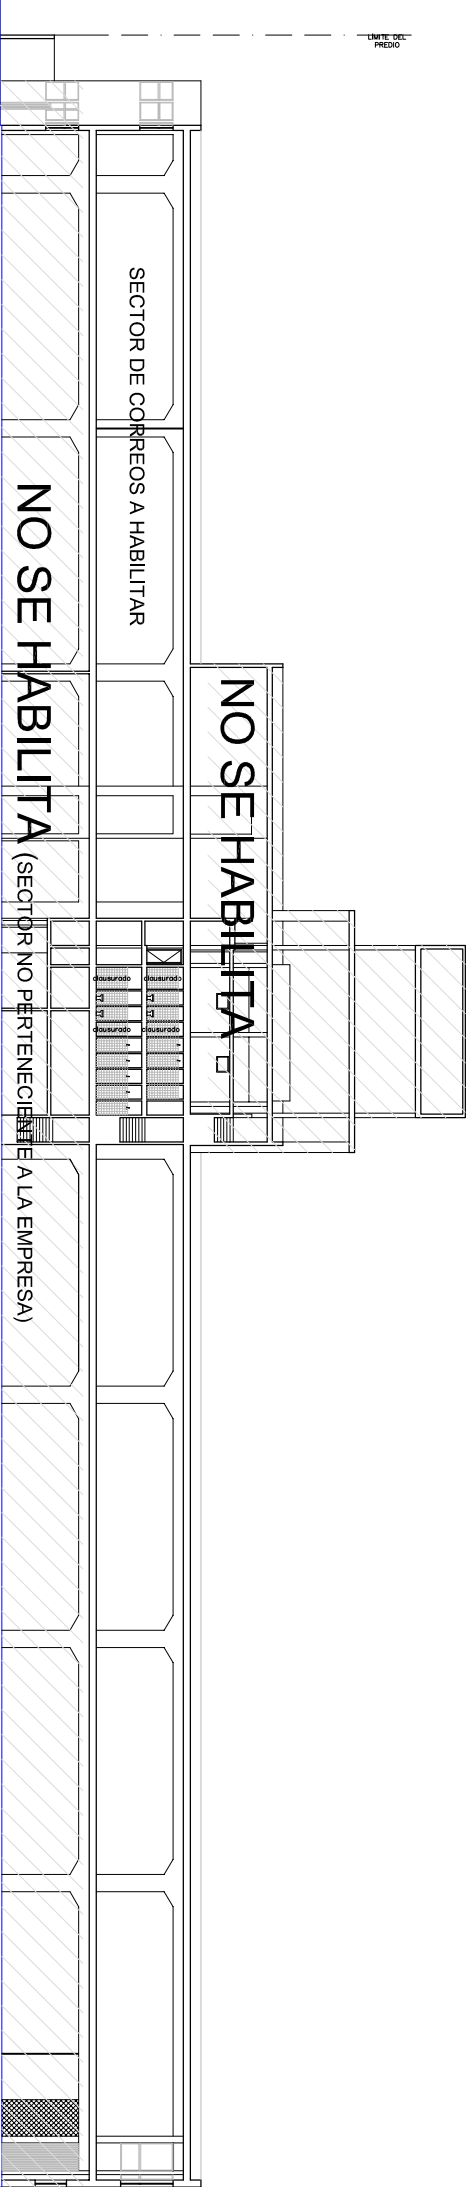 LÍMITE DEL
PREDIO
SECTOR DE CORREOS A HABILITAR
NO SE HABILITA (SECTOR NO PERTENECIENTE A LA EMPRESA)
NO SE HABILITA
clausurado
clausurado
clausurado
clausurado